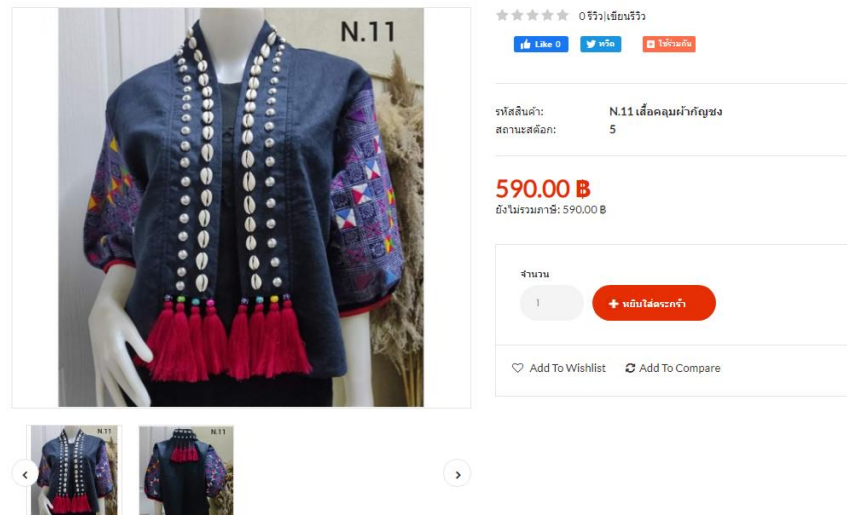 N.11
0 รีวิว|เขียนรีวิว
Like 0 ทวีต ใช้ร่วมกัน
รหัสสินค้า: N.11 เสื้อคลุมผ้ากัญชง
สถานะสต๊อก: 5
590.00 ฿
ยังไม่รวมภาษี: 590.00 ฿
จำนวน
1 + หยิบใส่ตระกร้า
Add To Wishlist Add To Compare
N.11 N.11